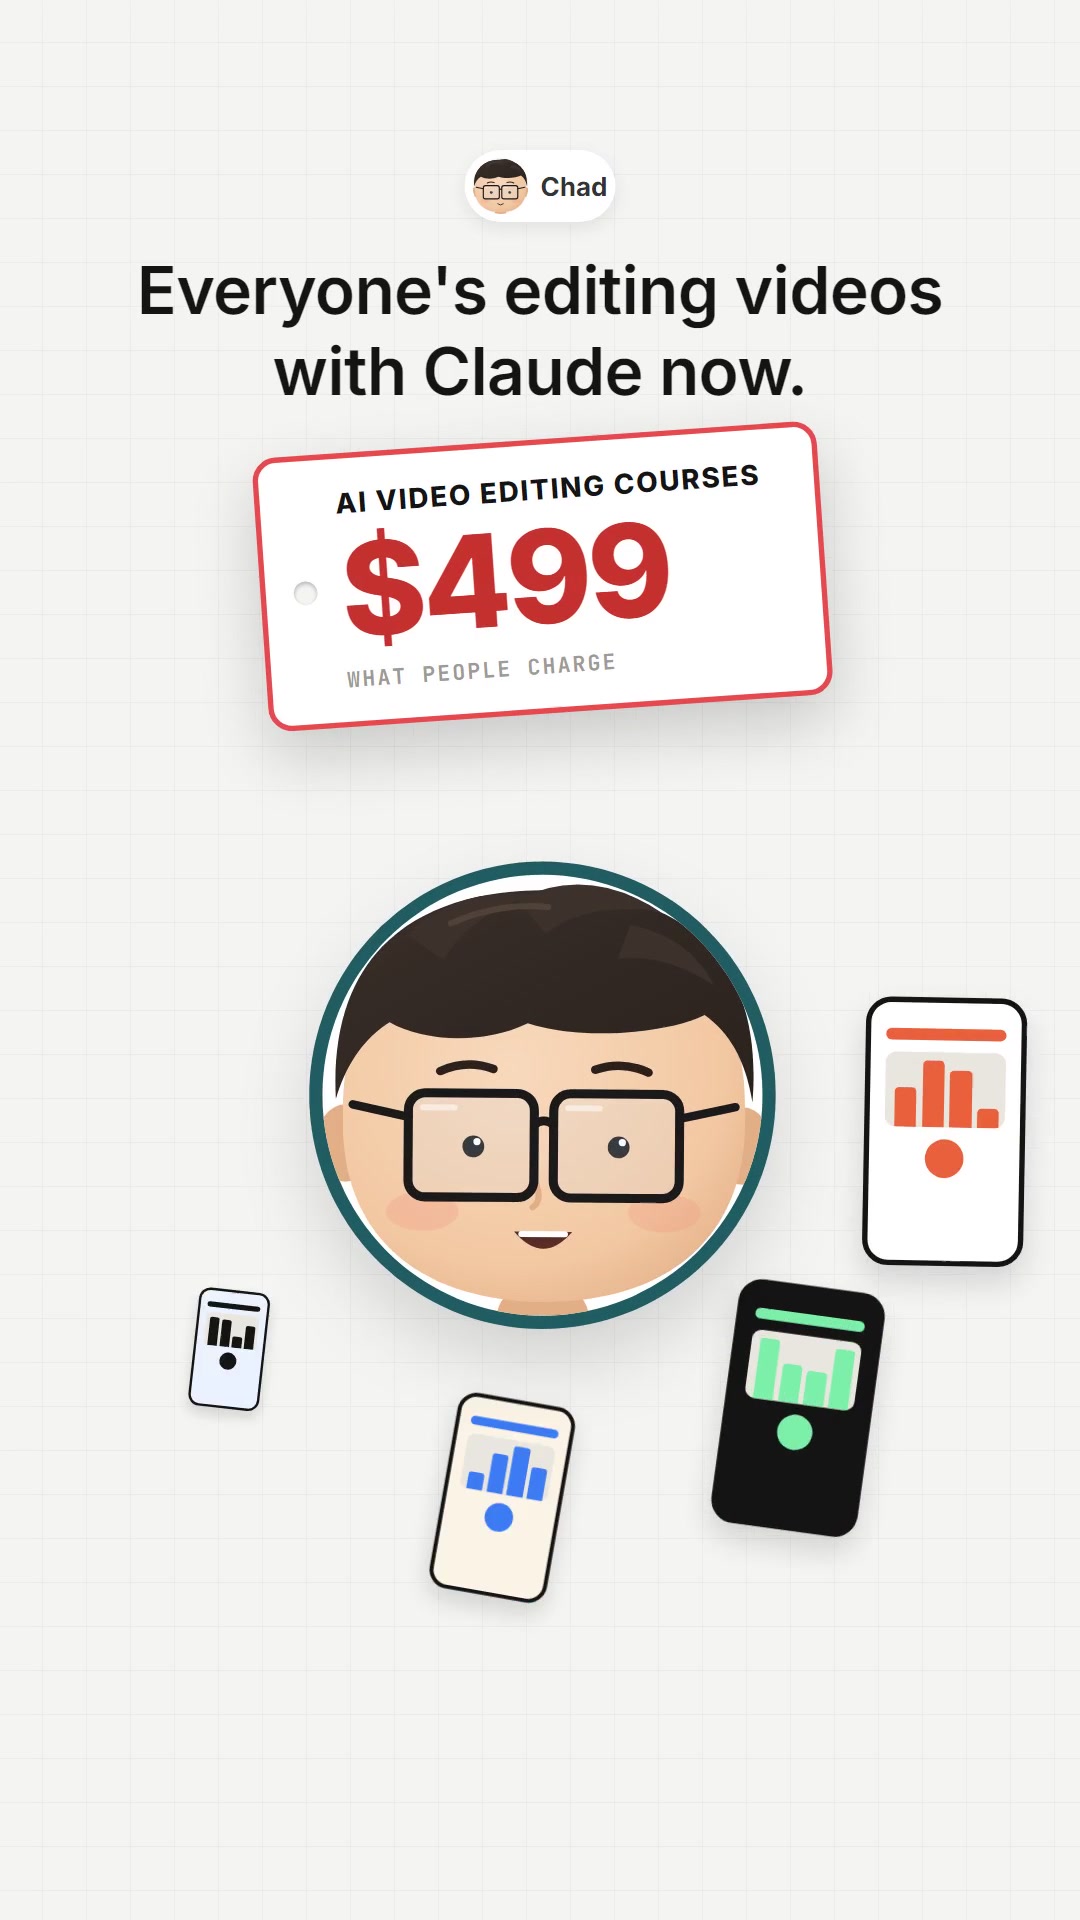 Chad
Everyone's editing videos
with Claude now.
AI VIDEO EDITING COURSES
$499
WHAT PEOPLE CHARGE